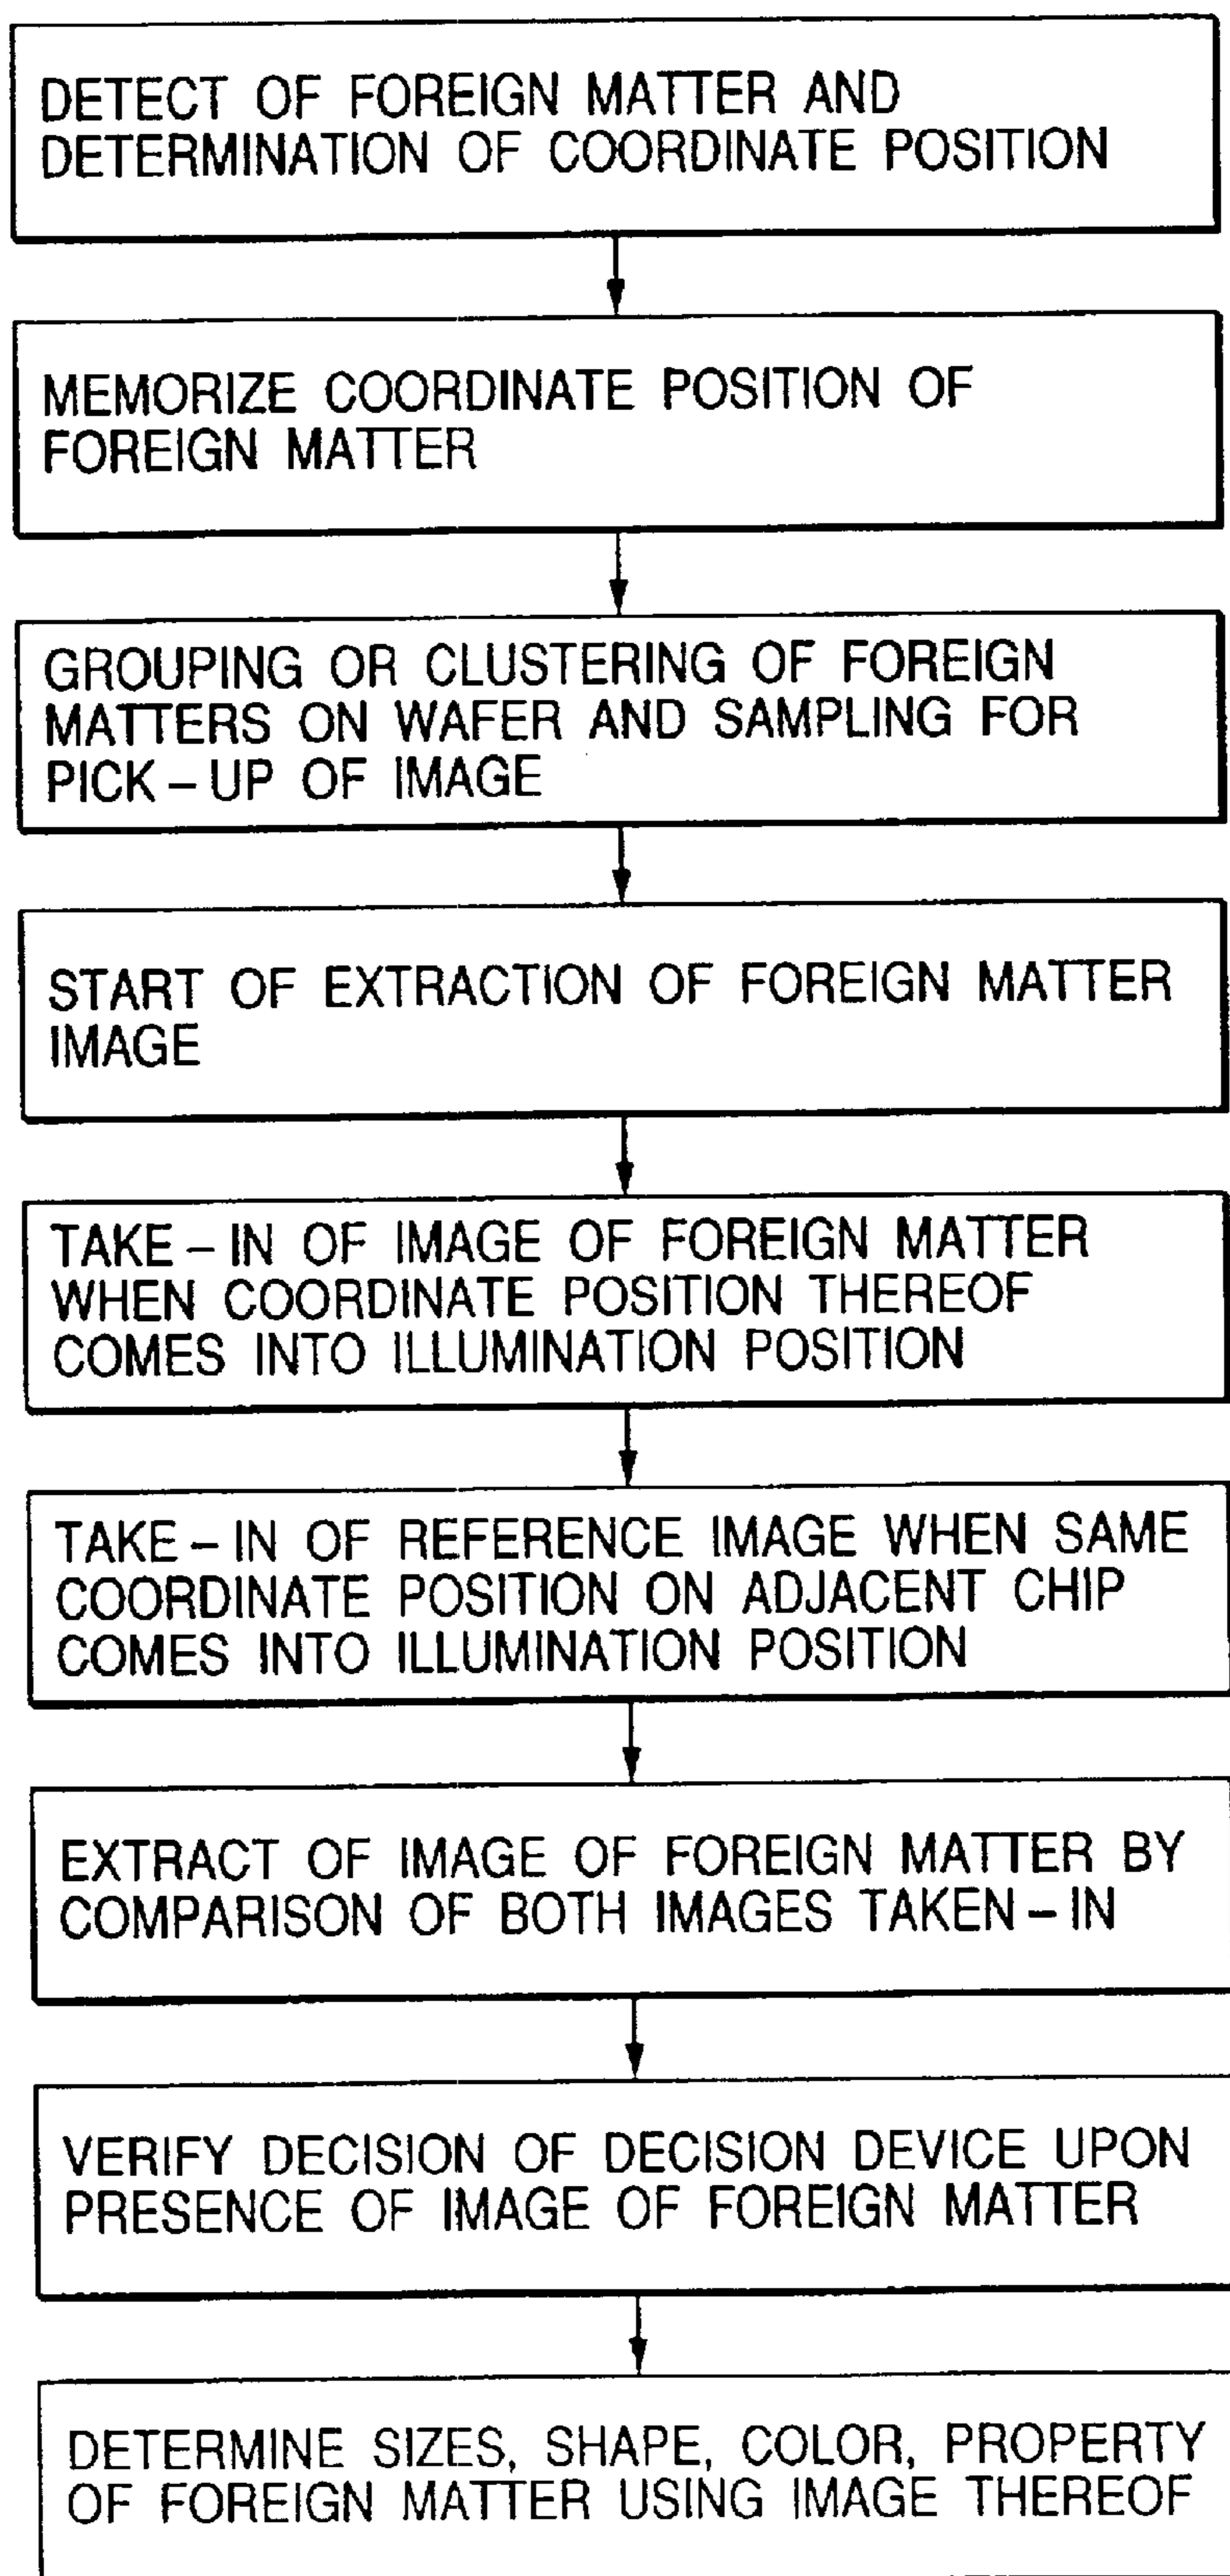 DETECT OF FOREIGN MATTER AND
DETERMINATION OF COORDINATE POSITION
MEMORIZE COORDINATE POSITION OF
FOREIGN MATTER
GROUPING OR CLUSTERING OF FOREIGN
MATTERS ON WAFER AND SAMPLING FOR
PICK-UP OF IMAGE
START OF EXTRACTION OF FOREIGN MATTER
IMAGE
TAKE-IN OF IMAGE OF FOREIGN MATTER
WHEN COORDINATE POSITION THEREOF
COMES INTO ILLUMINATION POSITION
TAKE-IN OF REFERENCE IMAGE WHEN SAME
COORDINATE POSITION ON ADJACENT CHIP
COMES INTO ILLUMINATION POSITION
EXTRACT OF IMAGE OF FOREIGN MATTER BY
COMPARISON OF BOTH IMAGES TAKEN-IN
VERIFY DECISION OF DECISION DEVICE UPON
PRESENCE OF IMAGE OF FOREIGN MATTER
DETERMINE SIZES, SHAPE, COLOR, PROPERTY
OF FOREIGN MATTER USING IMAGE THEREOF